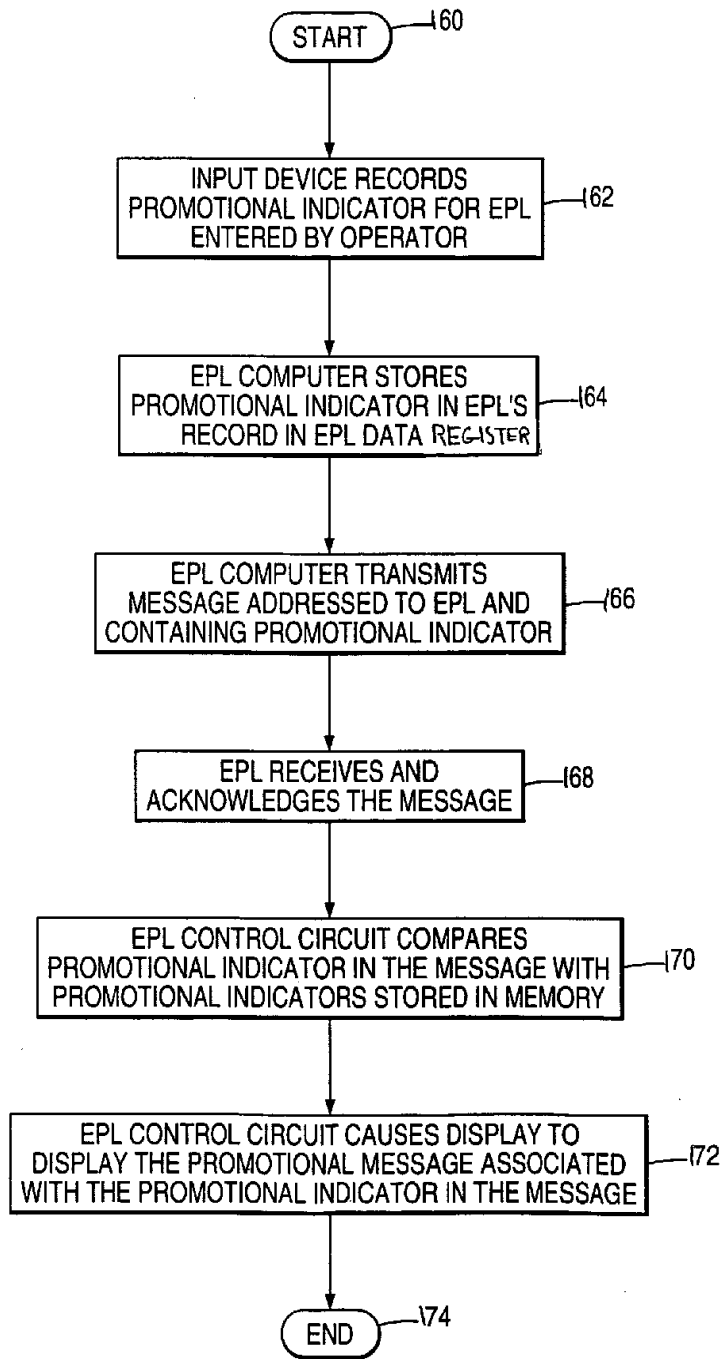 START
60
INPUT DEVICE RECORDS
PROMOTIONAL INDICATOR FOR EPL
ENTERED BY OPERATOR
62
EPL COMPUTER STORES
PROMOTIONAL INDICATOR IN EPL'S
RECORD IN EPL DATA REGISTER
64
EPL COMPUTER TRANSMITS
MESSAGE ADDRESSED TO EPL AND
CONTAINING PROMOTIONAL INDICATOR
66
EPL RECEIVES AND
ACKNOWLEDGES THE MESSAGE
68
EPL CONTROL CIRCUIT COMPARES
PROMOTIONAL INDICATOR IN THE MESSAGE WITH
PROMOTIONAL INDICATORS STORED IN MEMORY
70
EPL CONTROL CIRCUIT CAUSES DISPLAY TO
DISPLAY THE PROMOTIONAL MESSAGE ASSOCIATED
WITH THE PROMOTIONAL INDICATOR IN THE MESSAGE
72
END
74